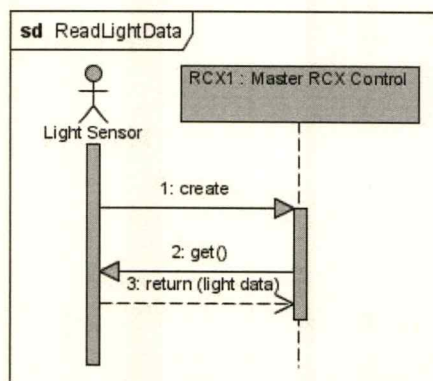 sd ReadLightData
RCX1 : Master RCX Control
Light Sensor
1: create
2: get()
3: return (light data)